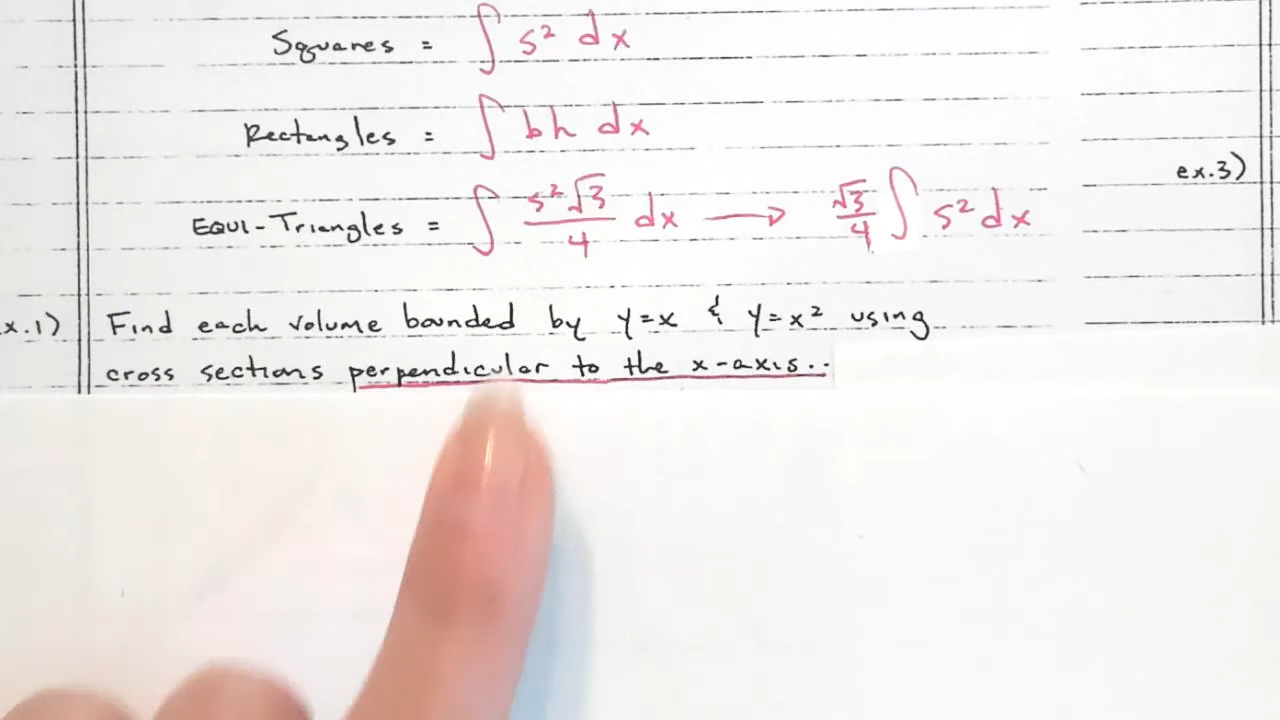 Squares = ∫ s² dx
Rectangles = ∫ bh dx
ex.3)
EQUI-Triangles = ∫ s²√3/4 dx → √3/4 ∫ s² dx
x.1) Find each volume bounded by y=x & y=x² using
cross sections perpendicular to the x-axis..